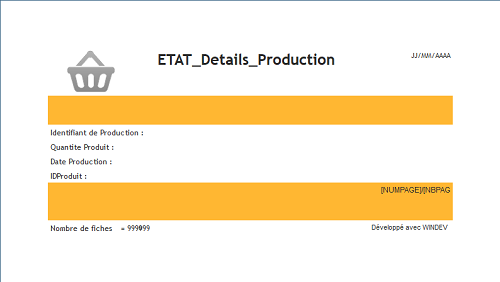 ETAT_Details_Production
JJ/MM/AAAA
Identifiant de Production :
Quantite Produit :
Date Production :
IDProduit :
[NUMPAGE]/[NBPAG
Nombre de fiches = 999099
Développé avec WINDEV